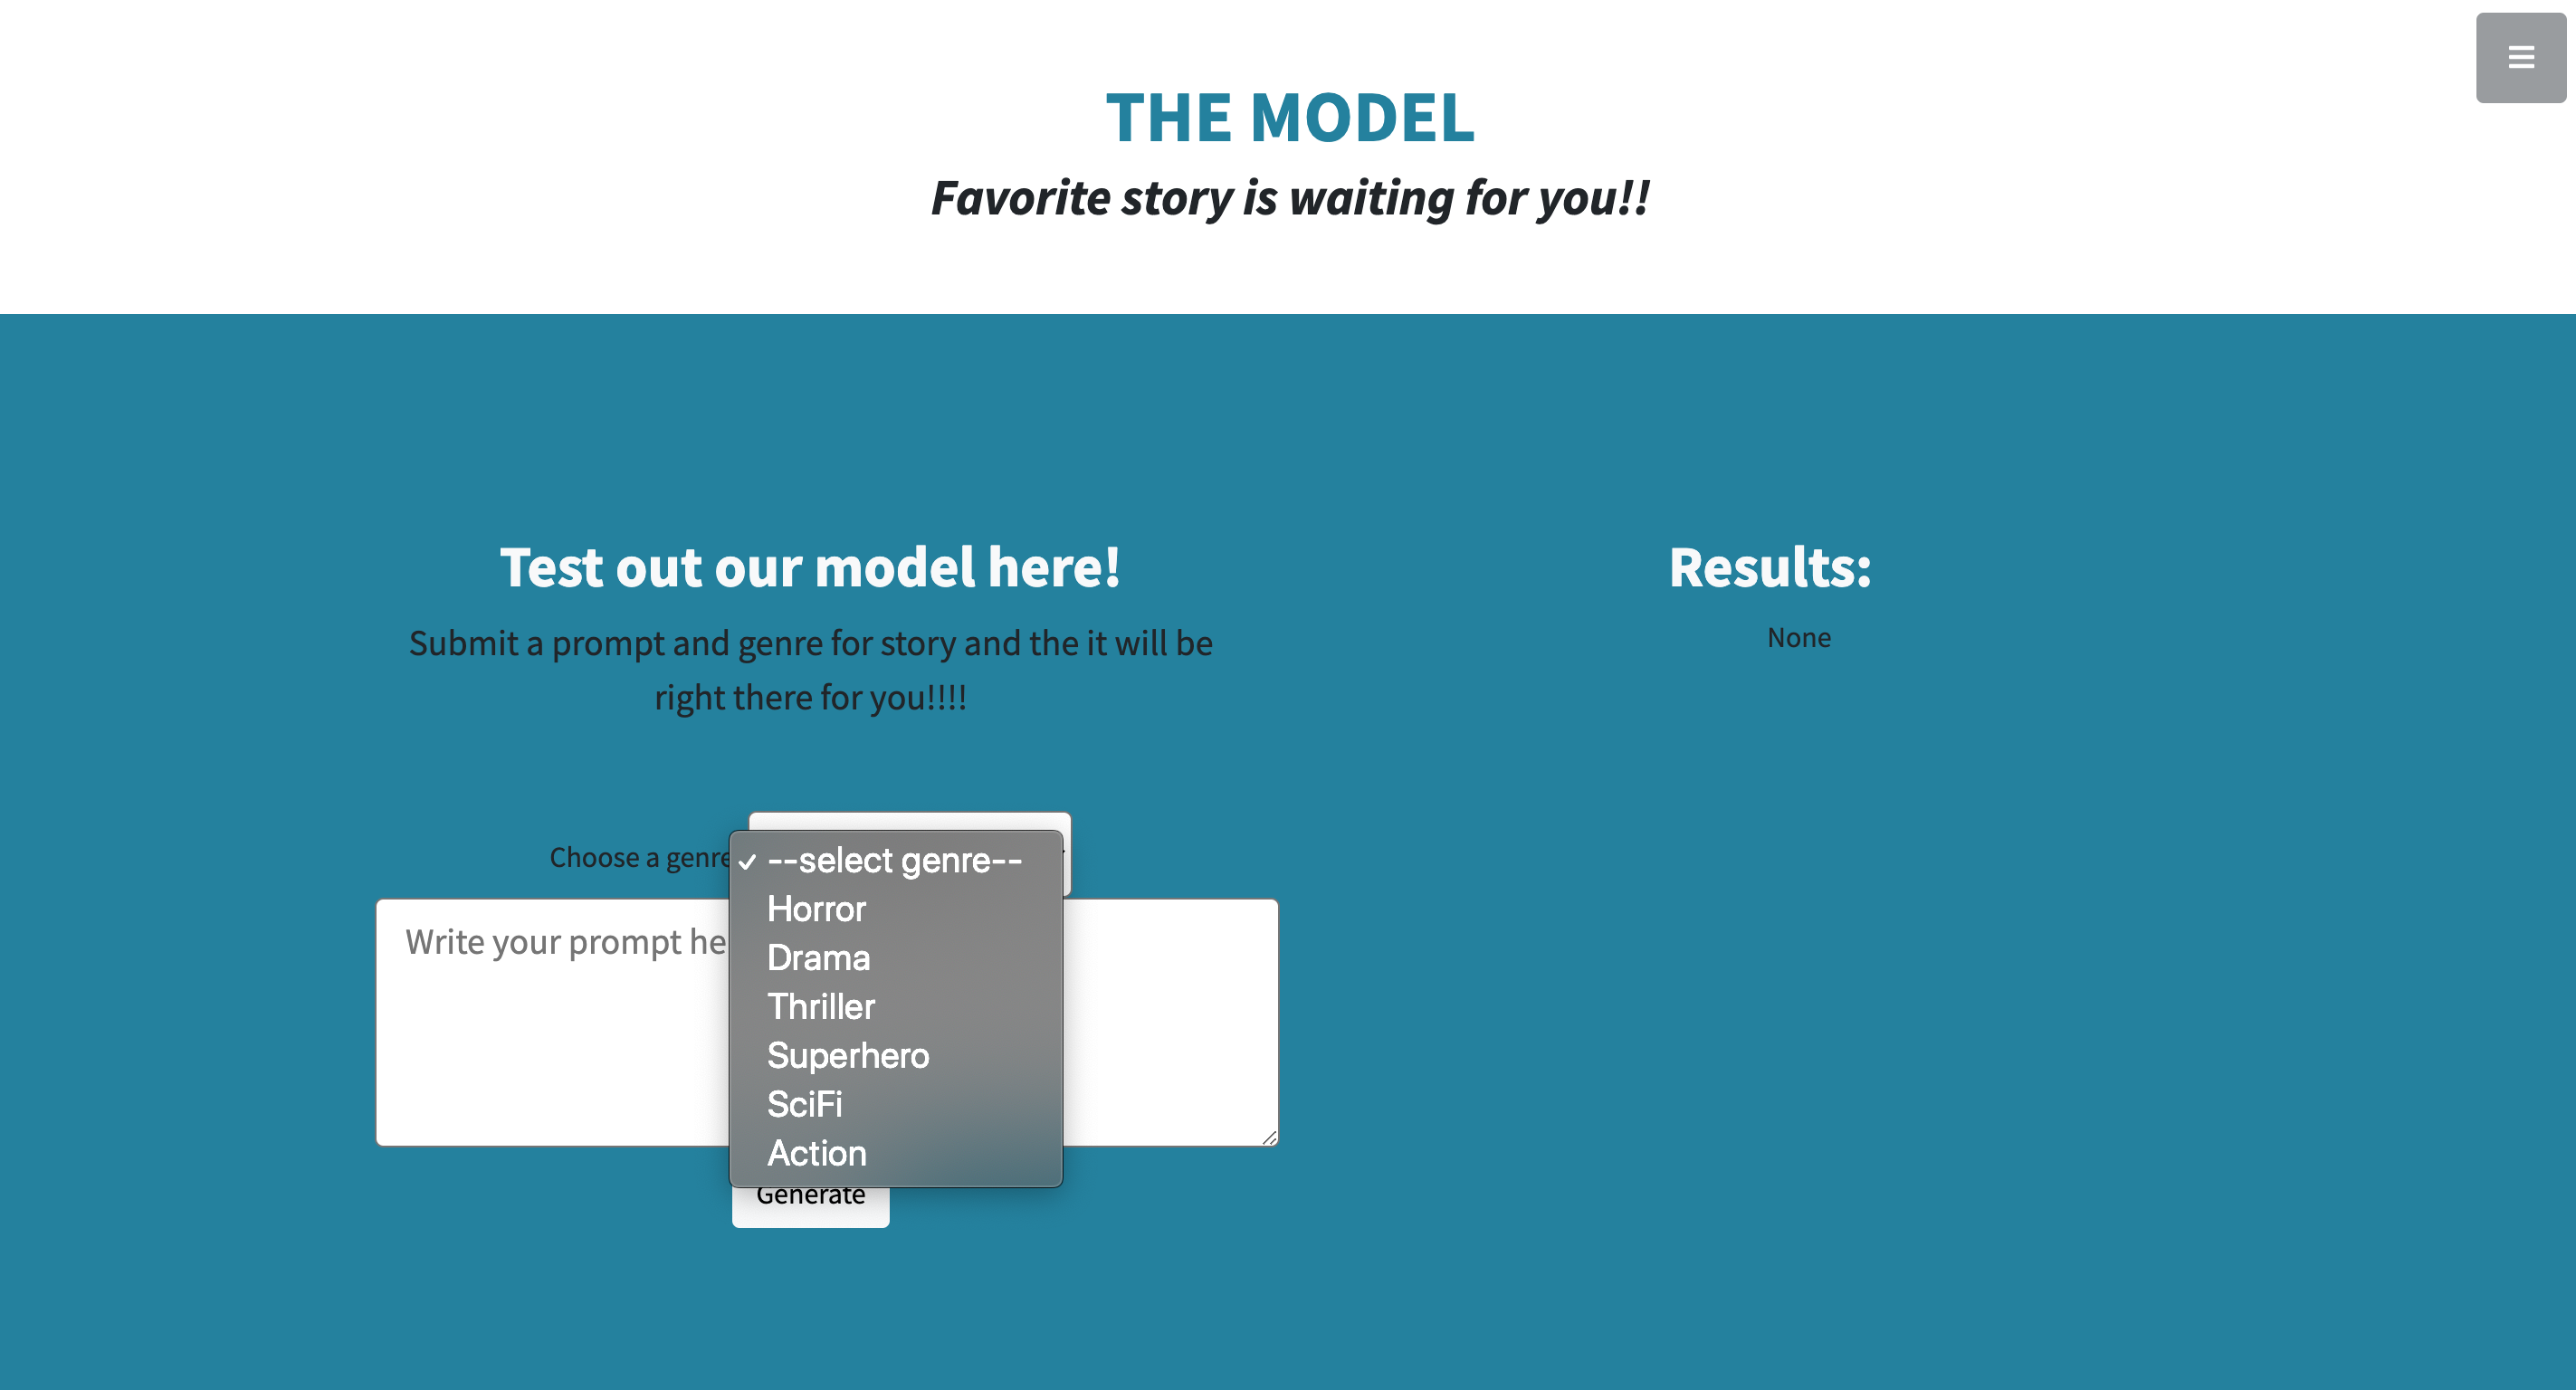 THE MODEL
Favorite story is waiting for you!!
Test out our model here!
Submit a prompt and genre for story and the it will be
right there for you!!!!
Results:
None
Choose a genre
✓ --select genre--
Horror
Drama
Thriller
Superhero
SciFi
Action
Write your prompt
Generate